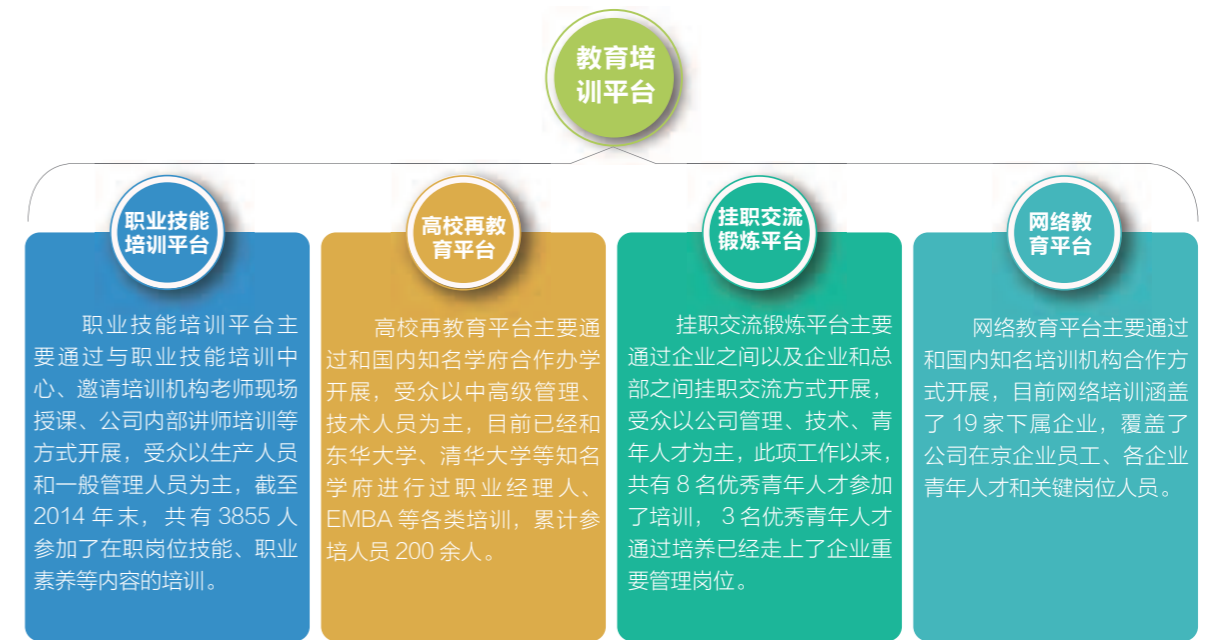 教育培
训平台
职业技能
培训平台
职业技能培训平台主
要通过与职业技能培训中
心、邀请培训机构老师现场
授课、公司内部讲师培训等
方式开展，受众以生产人员
和一般管理人员为主，截至
2014 年末，共有 3855 人
参加了在职岗位技能、职业
素养等内容的培训。
高校再教
育平台
高校再教育平台主要通
过和国内知名学府合作办学
开展，受众以中高级管理、
技术人员为主，目前已经和
东华大学、清华大学等知名
学府进行过职业经理人、
EMBA 等各类培训，累计参
培人员 200 余人。
挂职交流
锻炼平台
挂职交流锻炼平台主要
通过企业之间以及企业和总
部之间挂职交流方式开展，
受众以公司管理、技术、青
年人才为主，此项工作以来，
共有 8 名优秀青年人才参加
了培训， 3 名优秀青年人才
通过培养已经走上了企业重
要管理岗位。
网络教
育平台
网络教育平台主要通过
和国内知名培训机构合作方
式开展，目前网络培训涵盖
了 19 家下属企业，覆盖了
公司在京企业员工、各企业
青年人才和关键岗位人员。